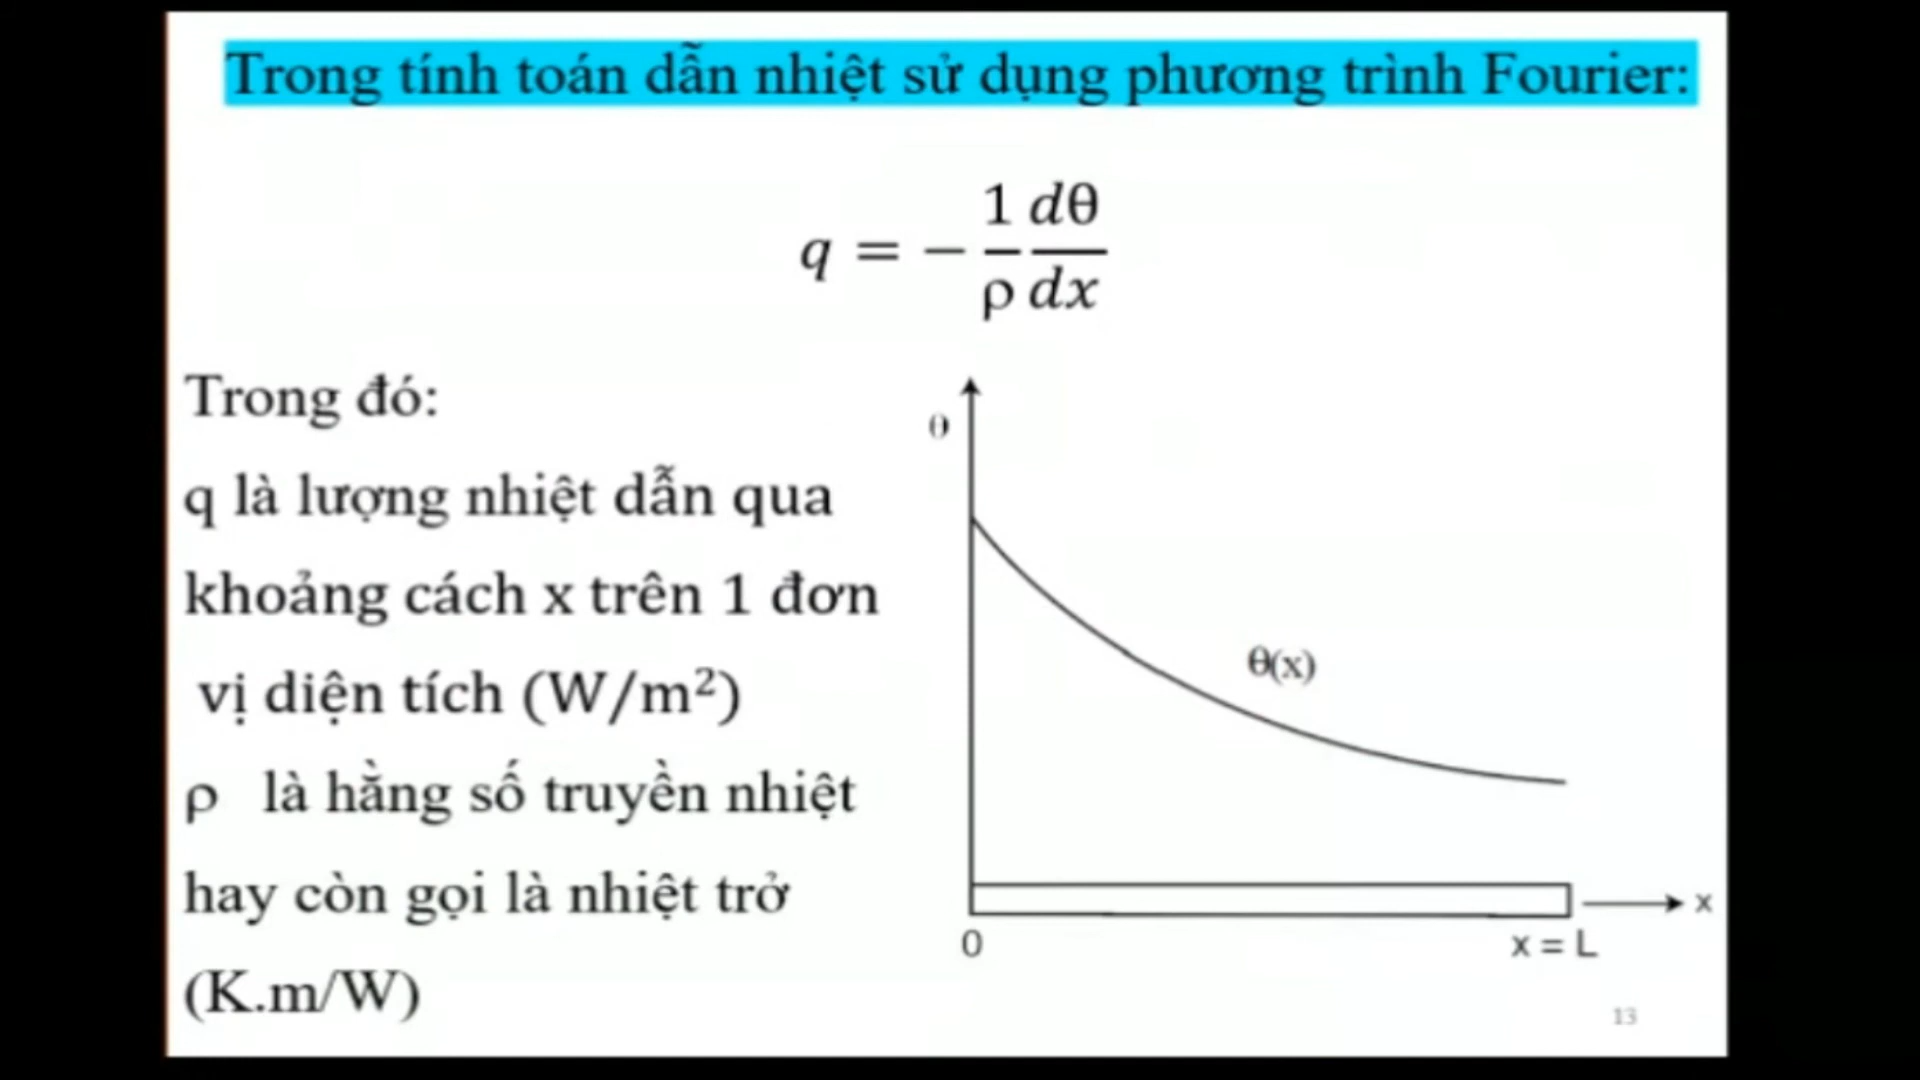 Trong tính toán dẫn nhiệt sử dụng phương trình Fourier:
q = − 1/ρ dθ/dx
Trong đó:
q là lượng nhiệt dẫn qua
khoảng cách x trên 1 đơn
vị diện tích (W/m²)
ρ là hằng số truyền nhiệt
hay còn gọi là nhiệt trở
(K.m/W)
θ
θ(x)
x
0
x = L
13